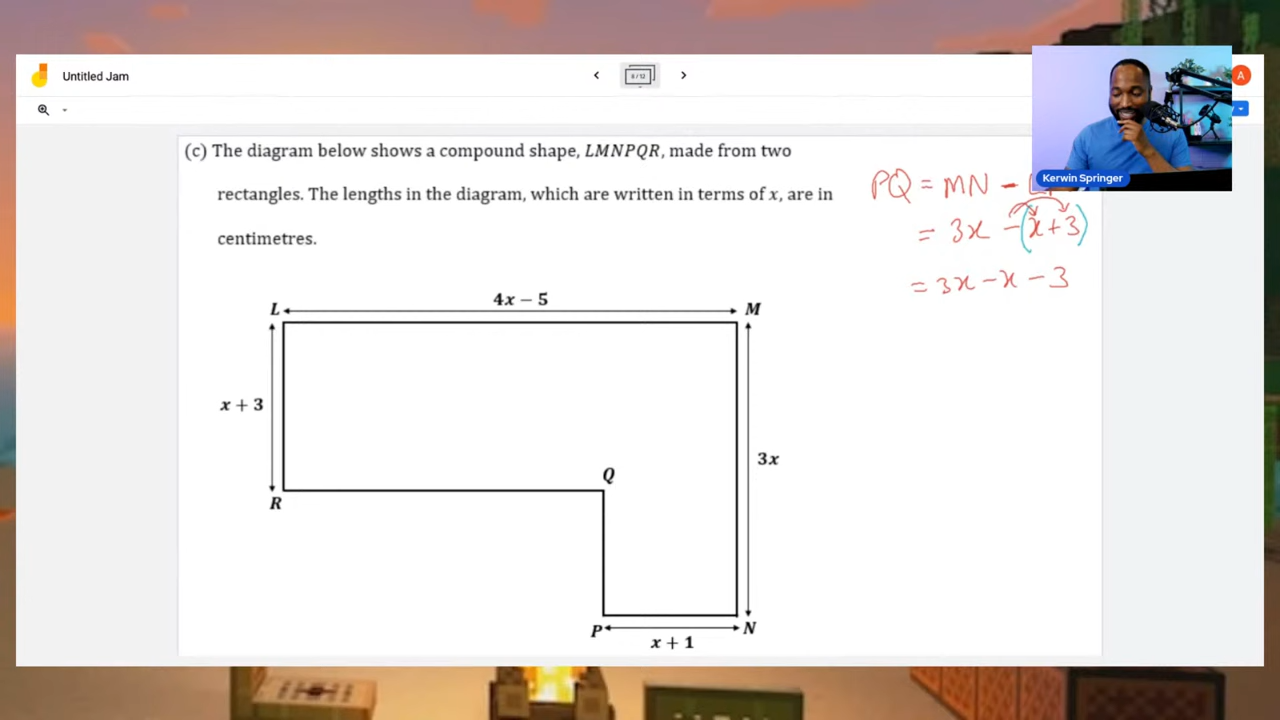 Untitled Jam
8 / 12
A
Kerwin Springer
(c) The diagram below shows a compound shape, LMNPQR, made from two
rectangles. The lengths in the diagram, which are written in terms of x, are in
centimetres.
PQ = MN -
= 3x - (x + 3)
= 3x - x - 3
4x − 5
L
M
x + 3
3x
Q
R
P
N
x + 1